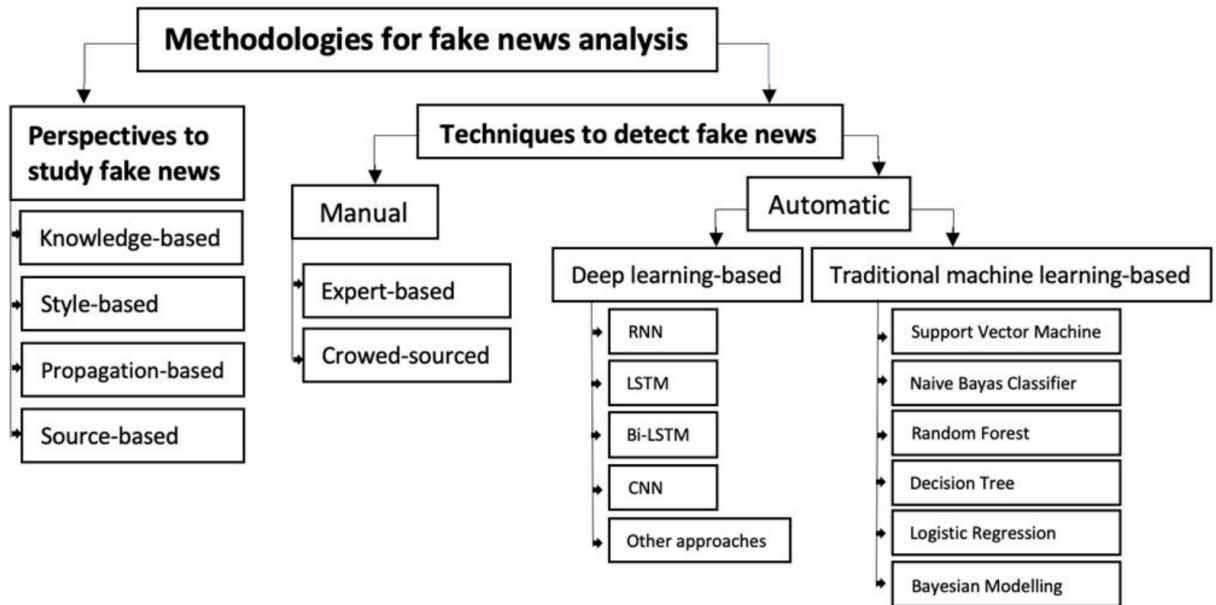 Methodologies for fake news analysis
Perspectives to
study fake news
Knowledge-based
Style-based
Propagation-based
Source-based
Techniques to detect fake news
Manual
Expert-based
Crowed-sourced
Automatic
Deep learning-based
RNN
LSTM
Bi-LSTM
CNN
Other approaches
Traditional machine learning-based
Support Vector Machine
Naive Bayas Classifier
Random Forest
Decision Tree
Logistic Regression
Bayesian Modelling